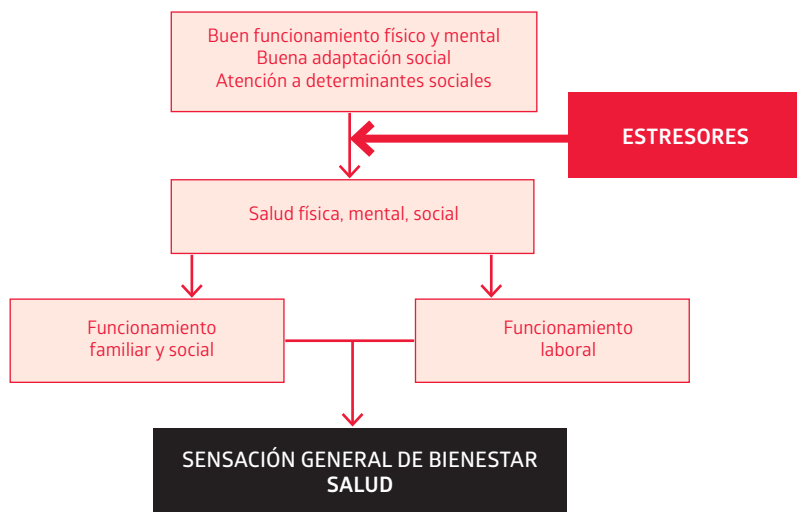 Buen funcionamiento físico y mental
Buena adaptación social
Atención a determinantes sociales
ESTRESORES
Salud física, mental, social
Funcionamiento
familiar y social
Funcionamiento
laboral
SENSACIÓN GENERAL DE BIENESTAR
SALUD